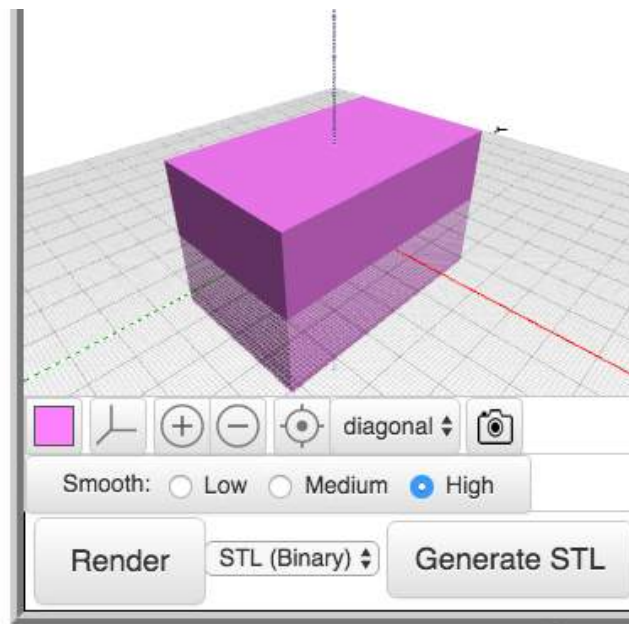 Y
diagonal
Smooth: Low Medium High
Render STL (Binary) Generate STL